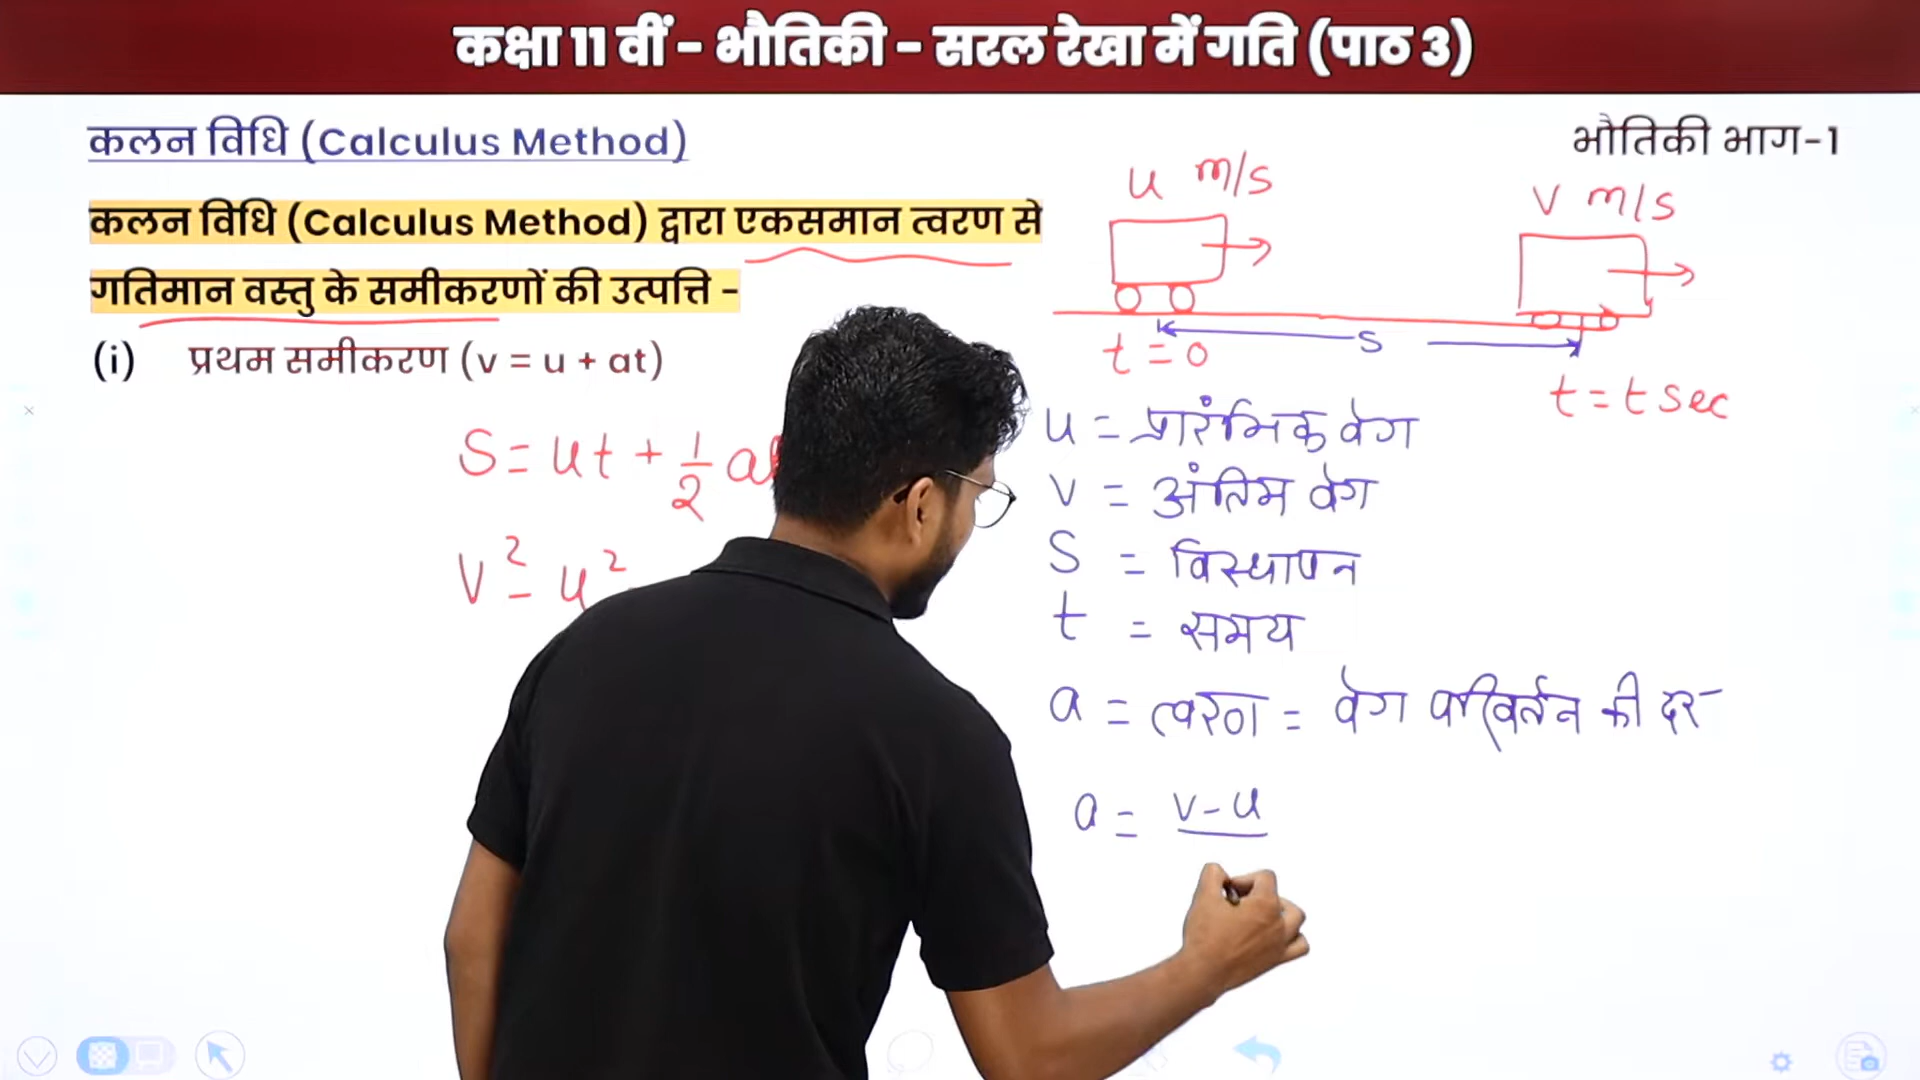 कक्षा 11 वीं - भौतिकी - सरल रेखा में गति (पाठ 3)
कलन विधि (Calculus Method)
भौतिकी भाग-1
कलन विधि (Calculus Method) द्वारा एकसमान त्वरण से
गतिमान वस्तु के समीकरणों की उत्पत्ति -
(i) प्रथम समीकरण (v = u + at)
S = ut + 1/2 a
v² = u²
u m/s
v m/s
s
t = 0
t = t sec
u = प्रारंभिक वेग
v = अंतिम वेग
S = विस्थापन
t = समय
a = त्वरण = वेग परिवर्तन की दर
a = v - u